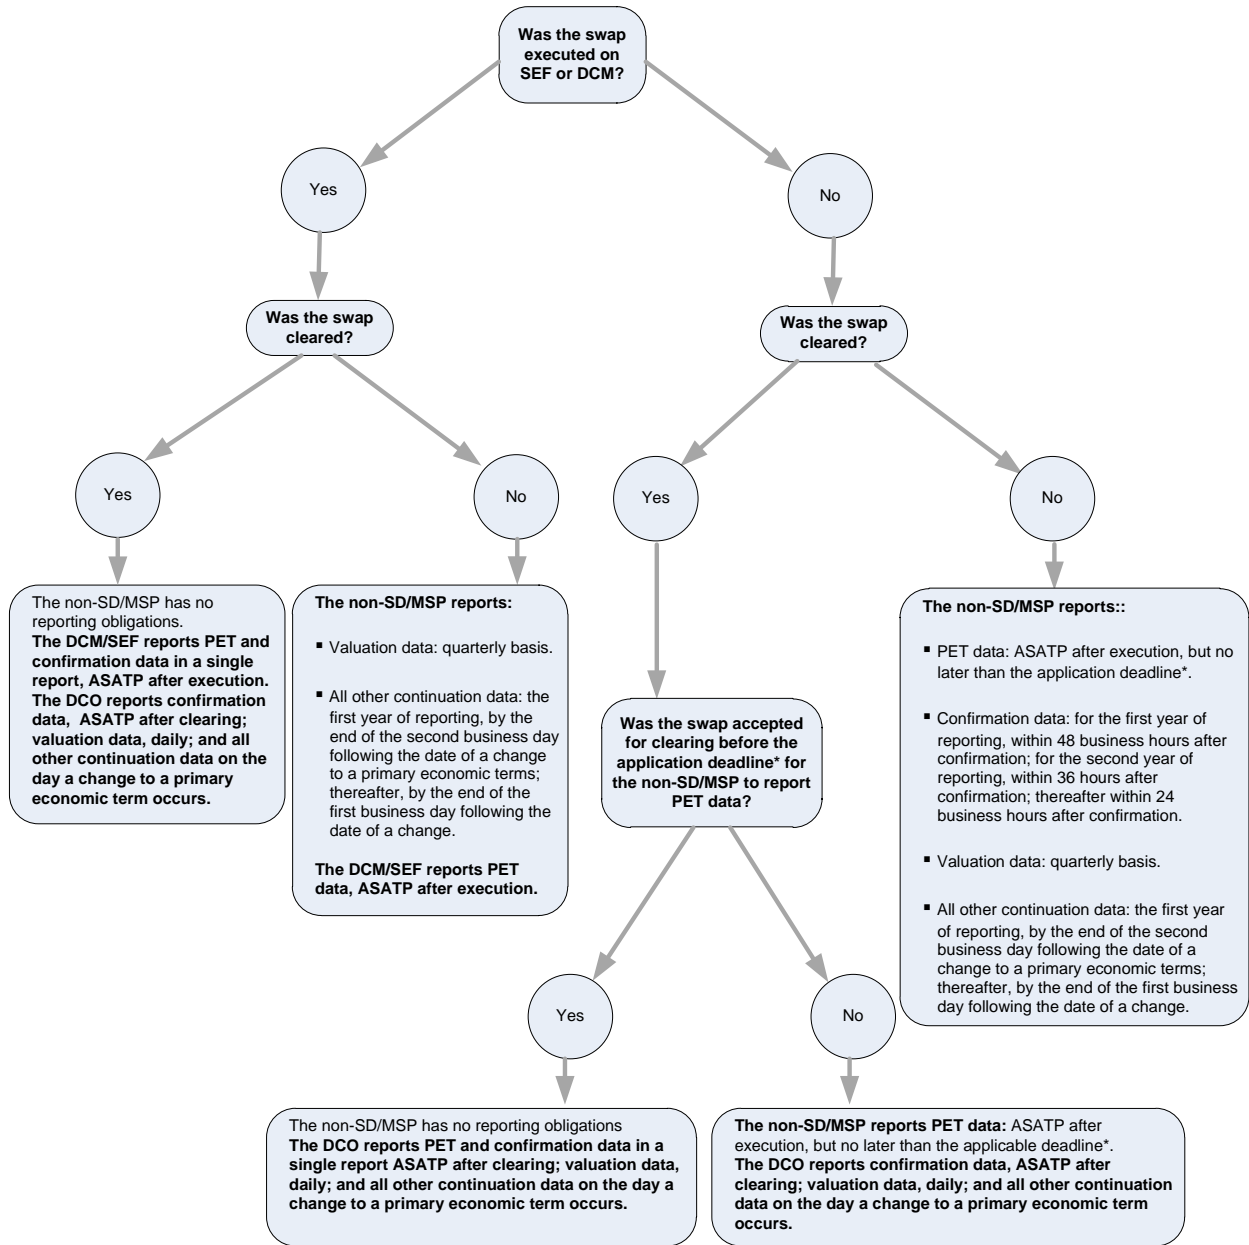 Was the swap
executed on
SEF or DCM?
Yes
No
Was the swap
cleared?
Was the swap
cleared?
Yes
No
Yes
No
The non-SD/MSP has no
reporting obligations.
The DCM/SEF reports PET and
confirmation data in a single
report, ASATP after execution.
The DCO reports confirmation
data, ASATP after clearing;
valuation data, daily; and all
other continuation data on the
day a change to a primary
economic term occurs.
The non-SD/MSP reports:
▪ Valuation data: quarterly basis.
▪ All other continuation data: the
first year of reporting, by the
end of the second business day
following the date of a change
to a primary economic terms;
thereafter, by the end of the
first business day following the
date of a change.
The DCM/SEF reports PET
data, ASATP after execution.
Was the swap accepted
for clearing before the
application deadline* for
the non-SD/MSP to report
PET data?
The non-SD/MSP reports::
▪ PET data: ASATP after execution, but no
later than the application deadline*.
▪ Confirmation data: for the first year of
reporting, within 48 business hours after
confirmation; for the second year of
reporting, within 36 hours after
confirmation; thereafter within 24
business hours after confirmation.
▪ Valuation data: quarterly basis.
▪ All other continuation data: the first year
of reporting, by the end of the second
business day following the date of a
change to a primary economic terms;
thereafter, by the end of the first business
day following the date of a change.
Yes
No
The non-SD/MSP has no reporting obligations
The DCO reports PET and confirmation data in a
single report ASATP after clearing; valuation data,
daily; and all other continuation data on the day a
change to a primary economic term occurs.
The non-SD/MSP reports PET data: ASATP after
execution, but no later than the applicable deadline*.
The DCO reports confirmation data, ASATP after
clearing; valuation data, daily; and all other continuation
data on the day a change to a primary economic term
occurs.